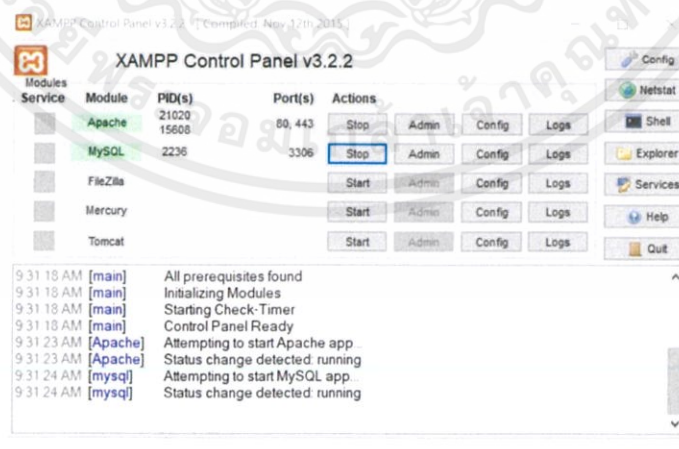 XAMPP Control Panel v3.2.2 [ Compiled: Nov 12th 2015 ]
XAMPP Control Panel v3.2.2
Config
Modules
Service Module PID(s) Port(s) Actions
Netstat
Apache 21020 15608 80, 443 Stop Admin Config Logs
Shell
MySQL 2236 3306 Stop Admin Config Logs
Explorer
FileZilla Start Admin Config Logs
Services
Mercury Start Admin Config Logs
Help
Tomcat Start Admin Config Logs
Quit
9:31:18 AM [main] All prerequisites found
9:31:18 AM [main] Initializing Modules
9:31:18 AM [main] Starting Check-Timer
9:31:18 AM [main] Control Panel Ready
9:31:23 AM [Apache] Attempting to start Apache app...
9:31:23 AM [Apache] Status change detected: running
9:31:24 AM [mysql] Attempting to start MySQL app...
9:31:24 AM [mysql] Status change detected: running